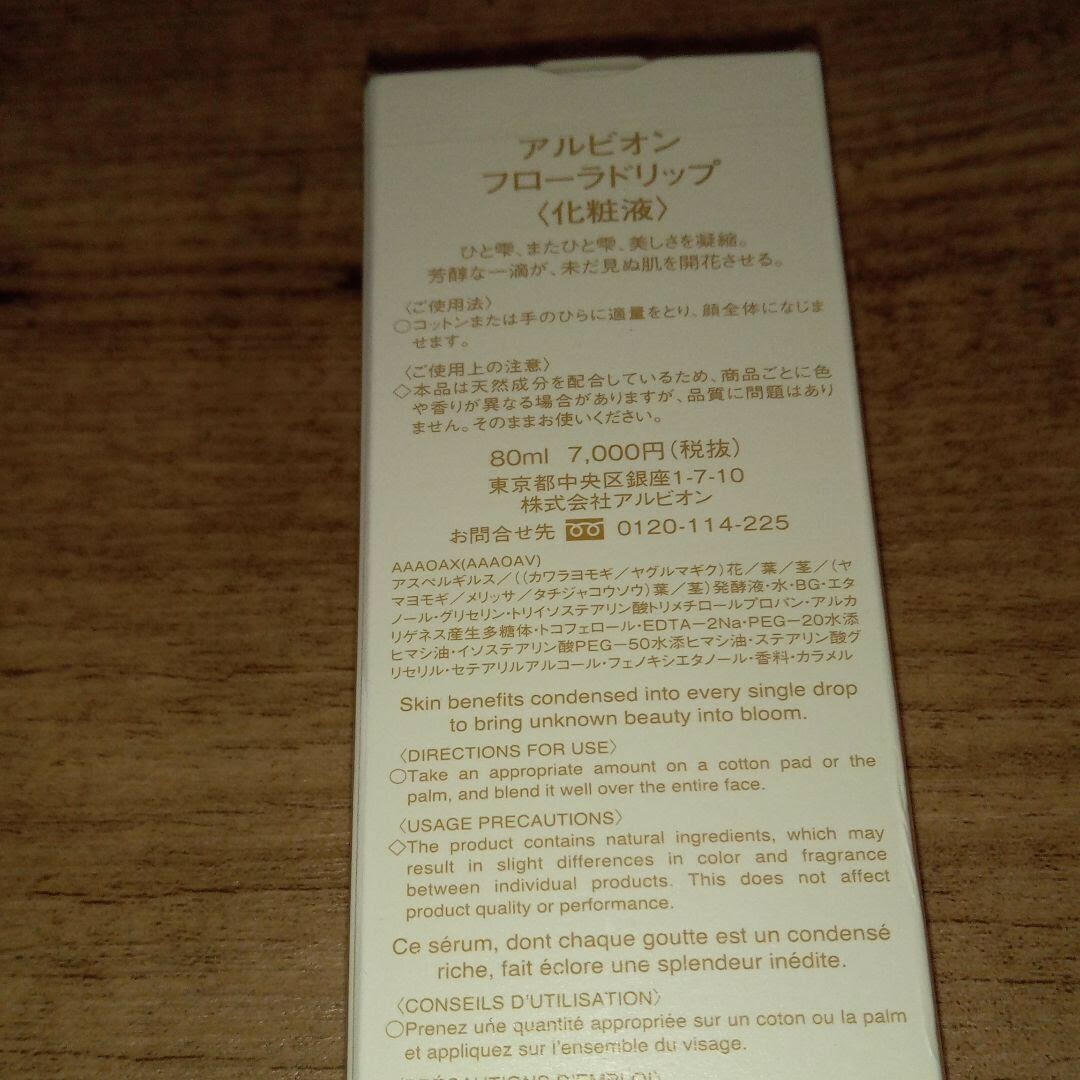 アルビオン
フローラドリップ
〈化粧液〉
ひと雫、またひと雫、美しさを凝縮。
芳醇な一滴が、未だ見ぬ肌を開花させる。
〈ご使用法〉
○コットンまたは手のひらに適量をとり、顔全体になじま
せます。
〈ご使用上の注意〉
◇本品は天然成分を配合しているため、商品ごとに色
や香りが異なる場合がありますが、品質に問題はあり
ません。そのままお使いください。
80ml 7,000円(税抜)
東京都中央区銀座1-7-10
株式会社アルビオン
お問合せ先 0120-114-225
AAAOAX(AAAOAV)
アスペルギルス/((カワラヨモギ/ヤグルマギク)花/葉/茎/(ヤ
マヨモギ/メリッサ/タチジャコウソウ)葉/茎)発酵液・水・BG・エタ
ノール・グリセリン・トリイソステアリン酸トリメチロールプロパン・アルカ
リゲネス産生多糖体・トコフェロール・EDTA-2Na・PEG-20水添
ヒマシ油・イソステアリン酸PEG-50水添ヒマシ油・ステアリン酸グ
リセリル・セテアリルアルコール・フェノキシエタノール・香料・カラメル
Skin benefits condensed into every single drop
to bring unknown beauty into bloom.
〈DIRECTIONS FOR USE〉
○Take an appropriate amount on a cotton pad or the
palm, and blend it well over the entire face.
〈USAGE PRECAUTIONS〉
◇The product contains natural ingredients, which may
result in slight differences in color and fragrance
between individual products. This does not affect
product quality or performance.
Ce sérum, dont chaque goutte est un condensé
riche, fait éclore une splendeur inédite.
〈CONSEILS D'UTILISATION〉
○Prenez une quantité appropriée sur un coton ou la palm
et appliquez sur l'ensemble du visage.
〈PRÉCAUTIONS D'EMPLOI〉